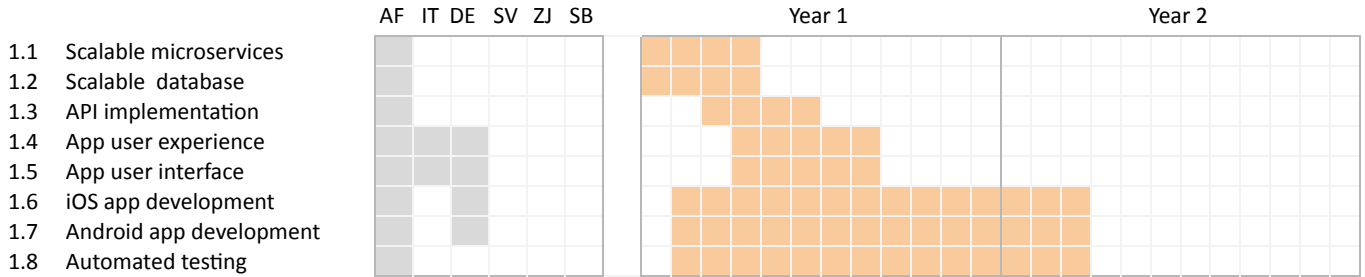 AF IT DE SV ZJ SB Year 1 Year 2
1.1 Scalable microservices
1.2 Scalable database
1.3 API implementation
1.4 App user experience
1.5 App user interface
1.6 iOS app development
1.7 Android app development
1.8 Automated testing